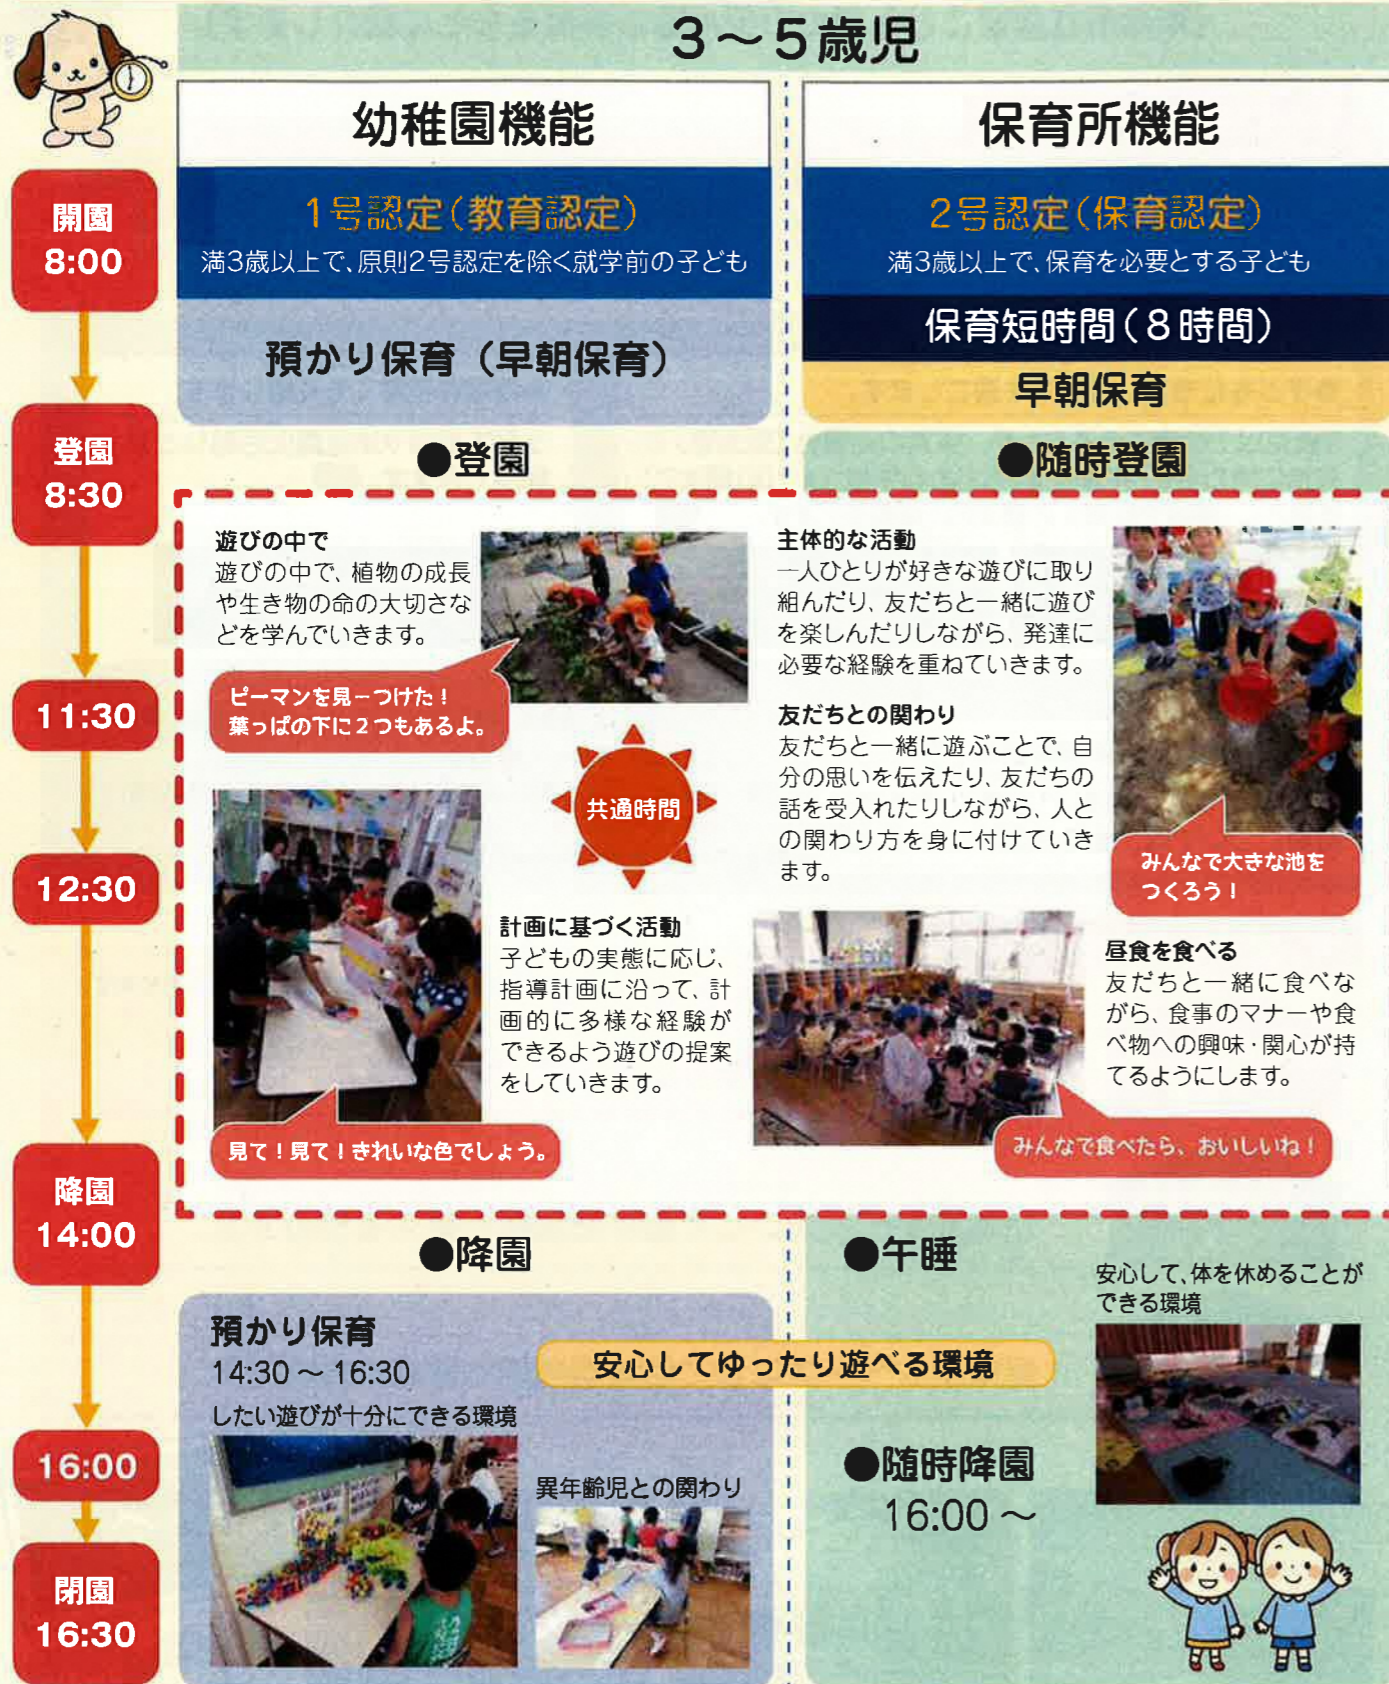 3～5歳児
幼稚園機能
1号認定(教育認定)
満3歳以上で、原則2号認定を除く就学前の子ども
預かり保育（早朝保育）
●登園
保育所機能
2号認定(保育認定)
満3歳以上で、保育を必要とする子ども
保育短時間(8時間)
早朝保育
●随時登園
開園
8:00
登園
8:30
11:30
12:30
降園
14:00
16:00
閉園
16:30
遊びの中で
遊びの中で、植物の成長
や生き物の命の大切さな
どを学んでいきます。
ピーマンを見ーつけた！
葉っぱの下に2つもあるよ。
共通時間
計画に基づく活動
子どもの実態に応じ、
指導計画に沿って、計
画的に多様な経験が
できるよう遊びの提案
をしていきます。
見て！見て！きれいな色でしょう。
主体的な活動
一人ひとりが好きな遊びに取り
組んだり、友だちと一緒に遊び
を楽しんだりしながら、発達に
必要な経験を重ねていきます。
友だちとの関わり
友だちと一緒に遊ぶことで、自
分の思いを伝えたり、友だちの
話を受入れたりしながら、人と
の関わり方を身に付けていき
ます。
みんなで大きな池を
つくろう！
昼食を食べる
友だちと一緒に食べな
がら、食事のマナーや食
べ物への興味・関心が持
てるようにします。
みんなで食べたら、おいしいね！
●降園
預かり保育
14:30～16:30
したい遊びが十分にできる環境
異年齢児との関わり
安心してゆったり遊べる環境
●午睡
安心して、体を休めることが
できる環境
●随時降園
16:00～